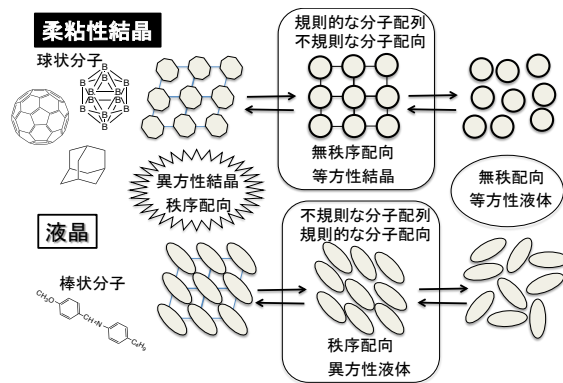 柔粘性結晶
球状分子
B
B B
B B B B
B B
B B
B
規則的な分子配列
不規則な分子配向
無秩序配向
等方性結晶
異方性結晶
秩序配向
無秩配向
等方性液体
液晶
棒状分子
CH₃O
CH=N
C₄H₉
不規則な分子配列
規則的な分子配向
秩序配向
異方性液体